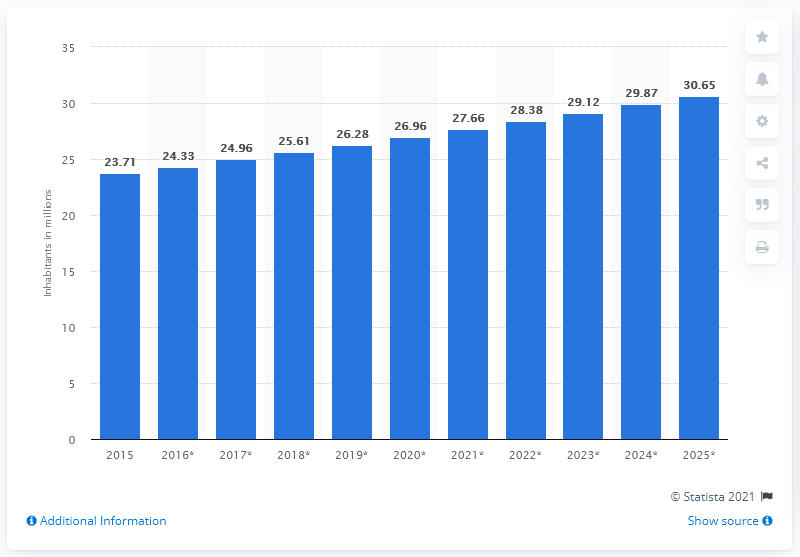 35
30
25
20
15
10
5
0
Inhabitants in millions
23.71 24.33 24.96 25.61 26.28 26.96 27.66 28.38 29.12 29.87 30.65
2015 2016* 2017* 2018* 2019* 2020* 2021* 2022* 2023* 2024* 2025*
© Statista 2021
Additional Information Show source